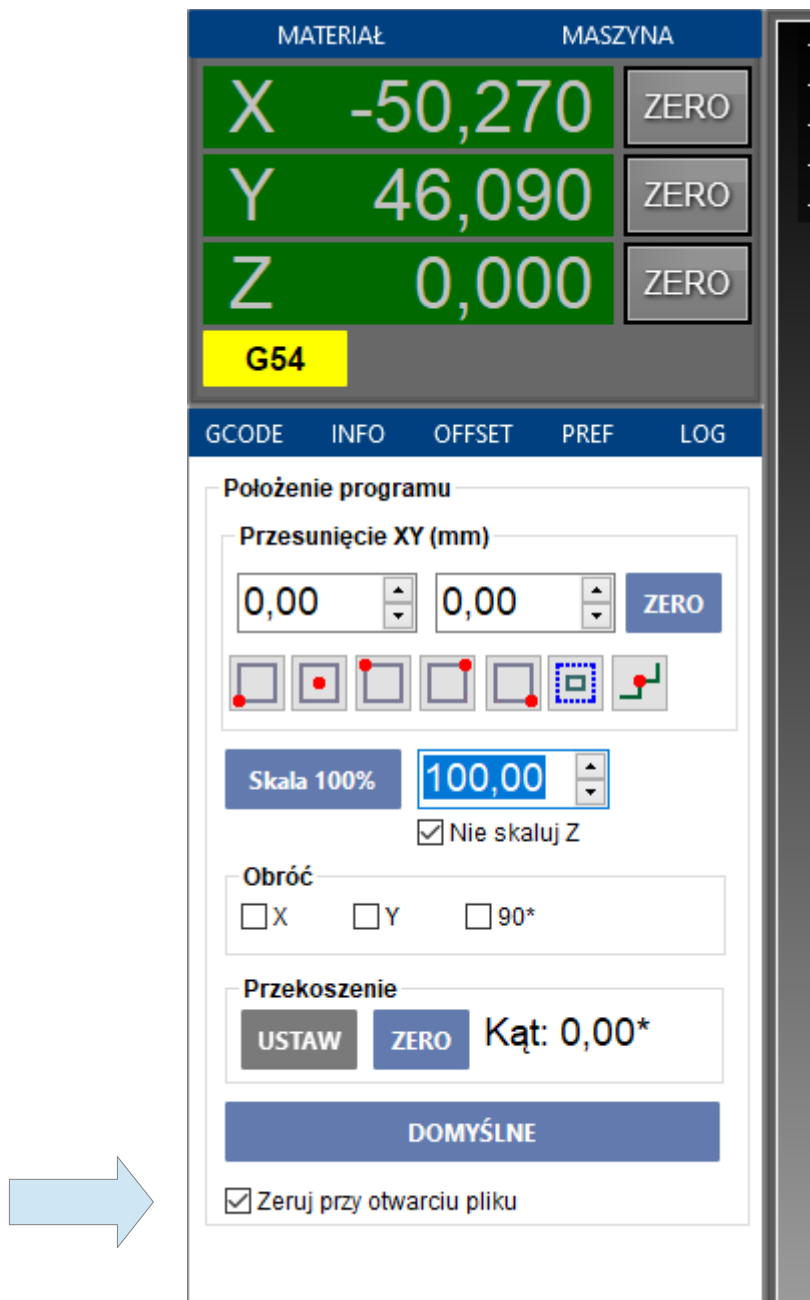 MATERIAŁ MASZYNA
X -50,270 ZERO
Y 46,090 ZERO
Z 0,000 ZERO
G54
GCODE INFO OFFSET PREF LOG
Położenie programu
Przesunięcie XY (mm)
0,00 0,00 ZERO
Skala 100% 100,00
Nie skaluj Z
Obróć
X Y 90*
Przekoszenie
USTAW ZERO Kąt: 0,00*
DOMYŚLNE
Zeruj przy otwarciu pliku